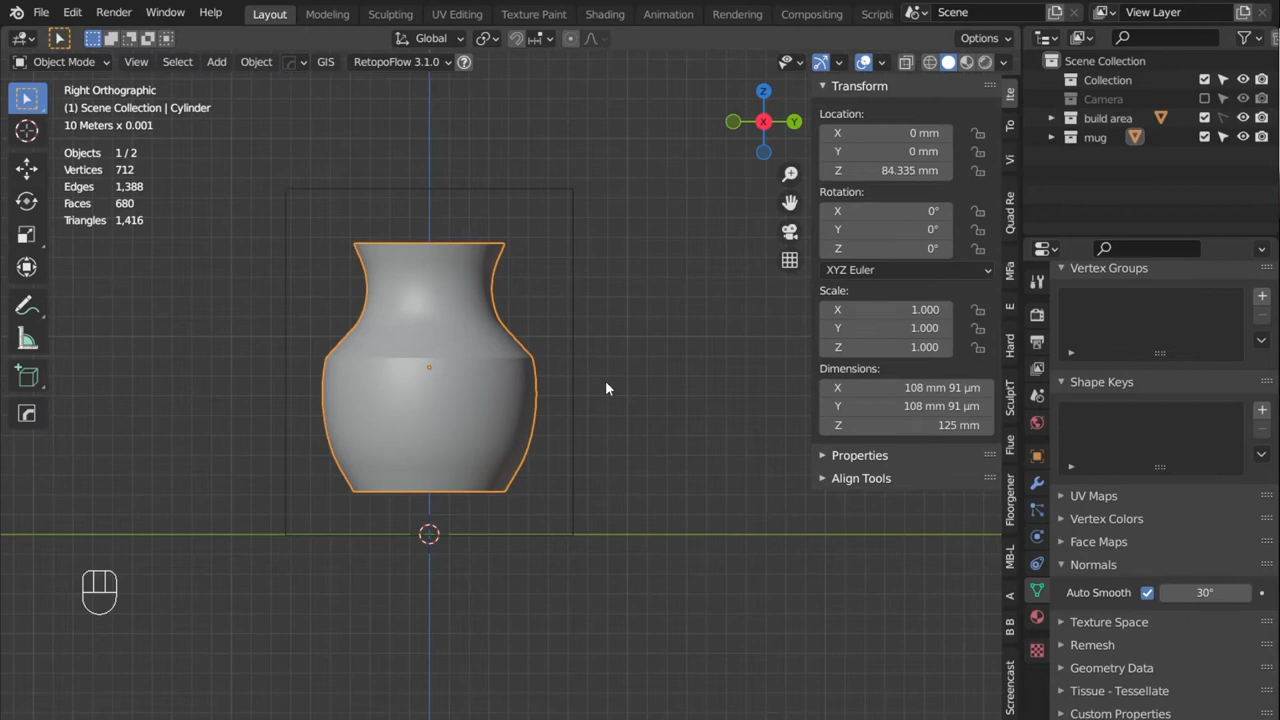 File Edit Render Window Help Layout Modeling Sculpting UV Editing Texture Paint Shading Animation Rendering Compositing Scripti Scene View Layer
Global Options
Object Mode View Select Add Object GIS RetopoFlow 3.1.0
Right Orthographic
(1) Scene Collection | Cylinder
10 Meters x 0.001
Objects 1 / 2
Vertices 712
Edges 1,388
Faces 680
Triangles 1,416
Z
X
Y
Transform
Location:
X 0 mm
Y 0 mm
Z 84.335 mm
Rotation:
X 0°
Y 0°
Z 0°
XYZ Euler
Scale:
X 1.000
Y 1.000
Z 1.000
Dimensions:
X 108 mm 91 µm
Y 108 mm 91 µm
Z 125 mm
Properties
Align Tools
Ite
To
Vi
Quad Re
MFa
E
Hard
SculptT
Flue
Floorgener
MB-L
A
B B
Screencast
Scene Collection
Collection
Camera
build area
mug
Vertex Groups
Shape Keys
UV Maps
Vertex Colors
Face Maps
Normals
Auto Smooth 30°
Texture Space
Remesh
Geometry Data
Tissue - Tessellate
Custom Properties